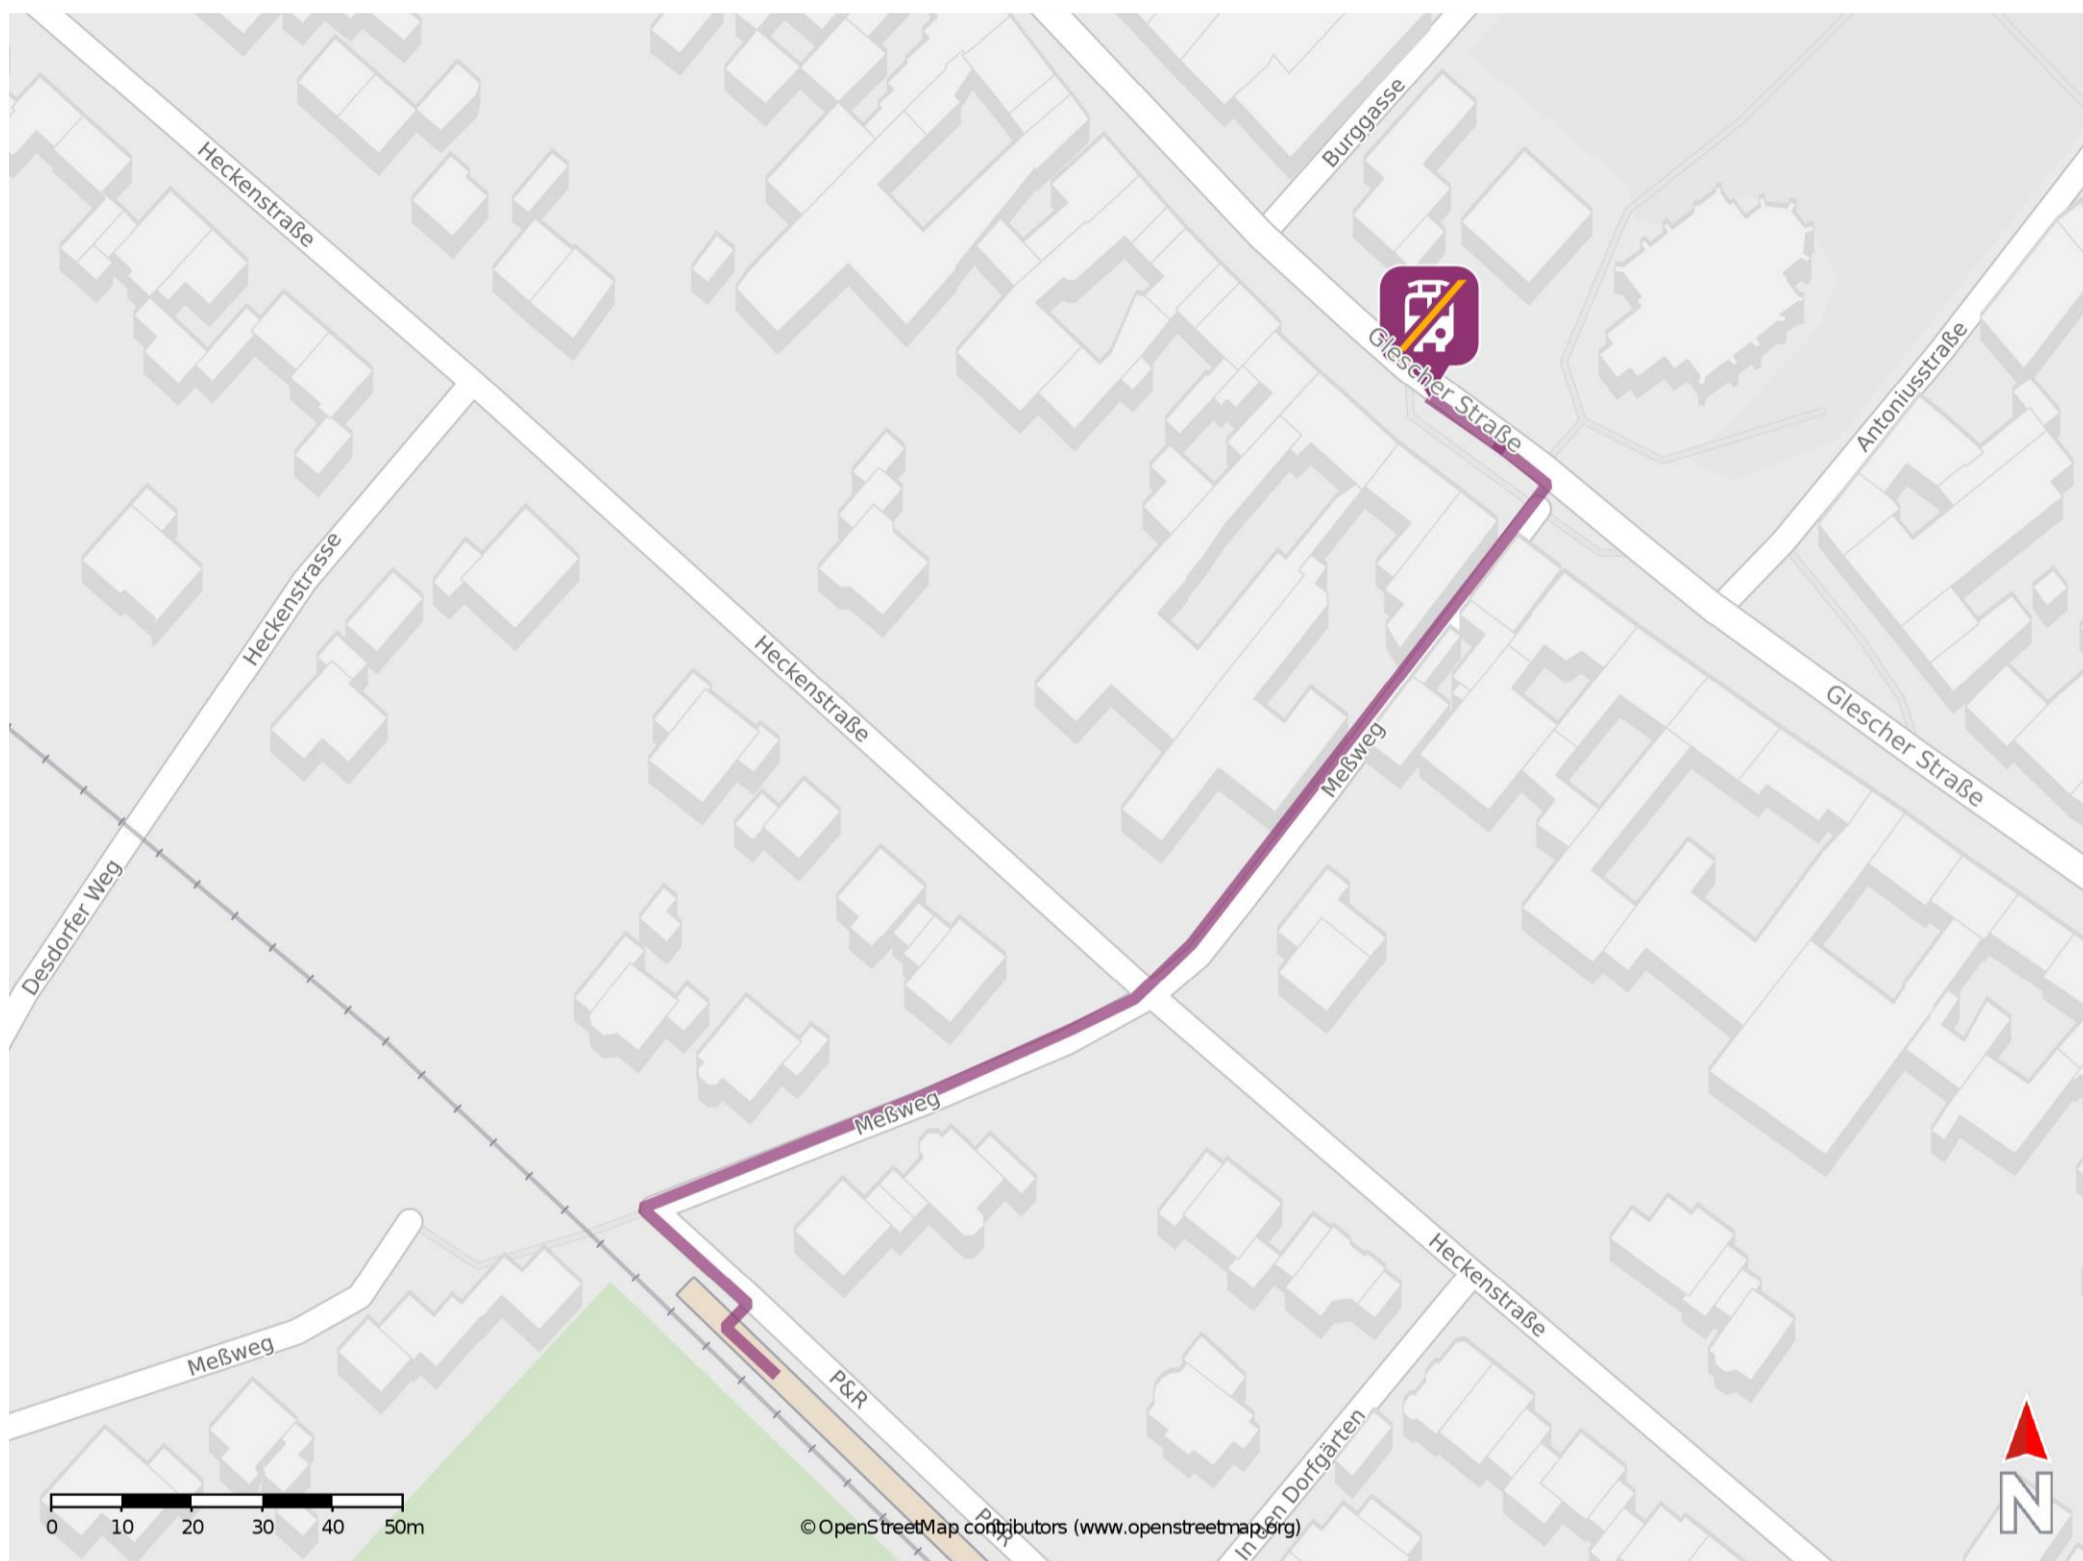 Burggasse
Heckenstraße
Glescher Straße
Antoniusstraße
Heckenstrasse
Heckenstraße
Glescher Straße
Meßweg
Desdorfer Weg
Meßweg
Heckenstraße
Meßweg
P&R
In den Dorfgärten
P&R
0 10 20 30 40 50m
© OpenStreetMap contributors (www.openstreetmap.org)
N